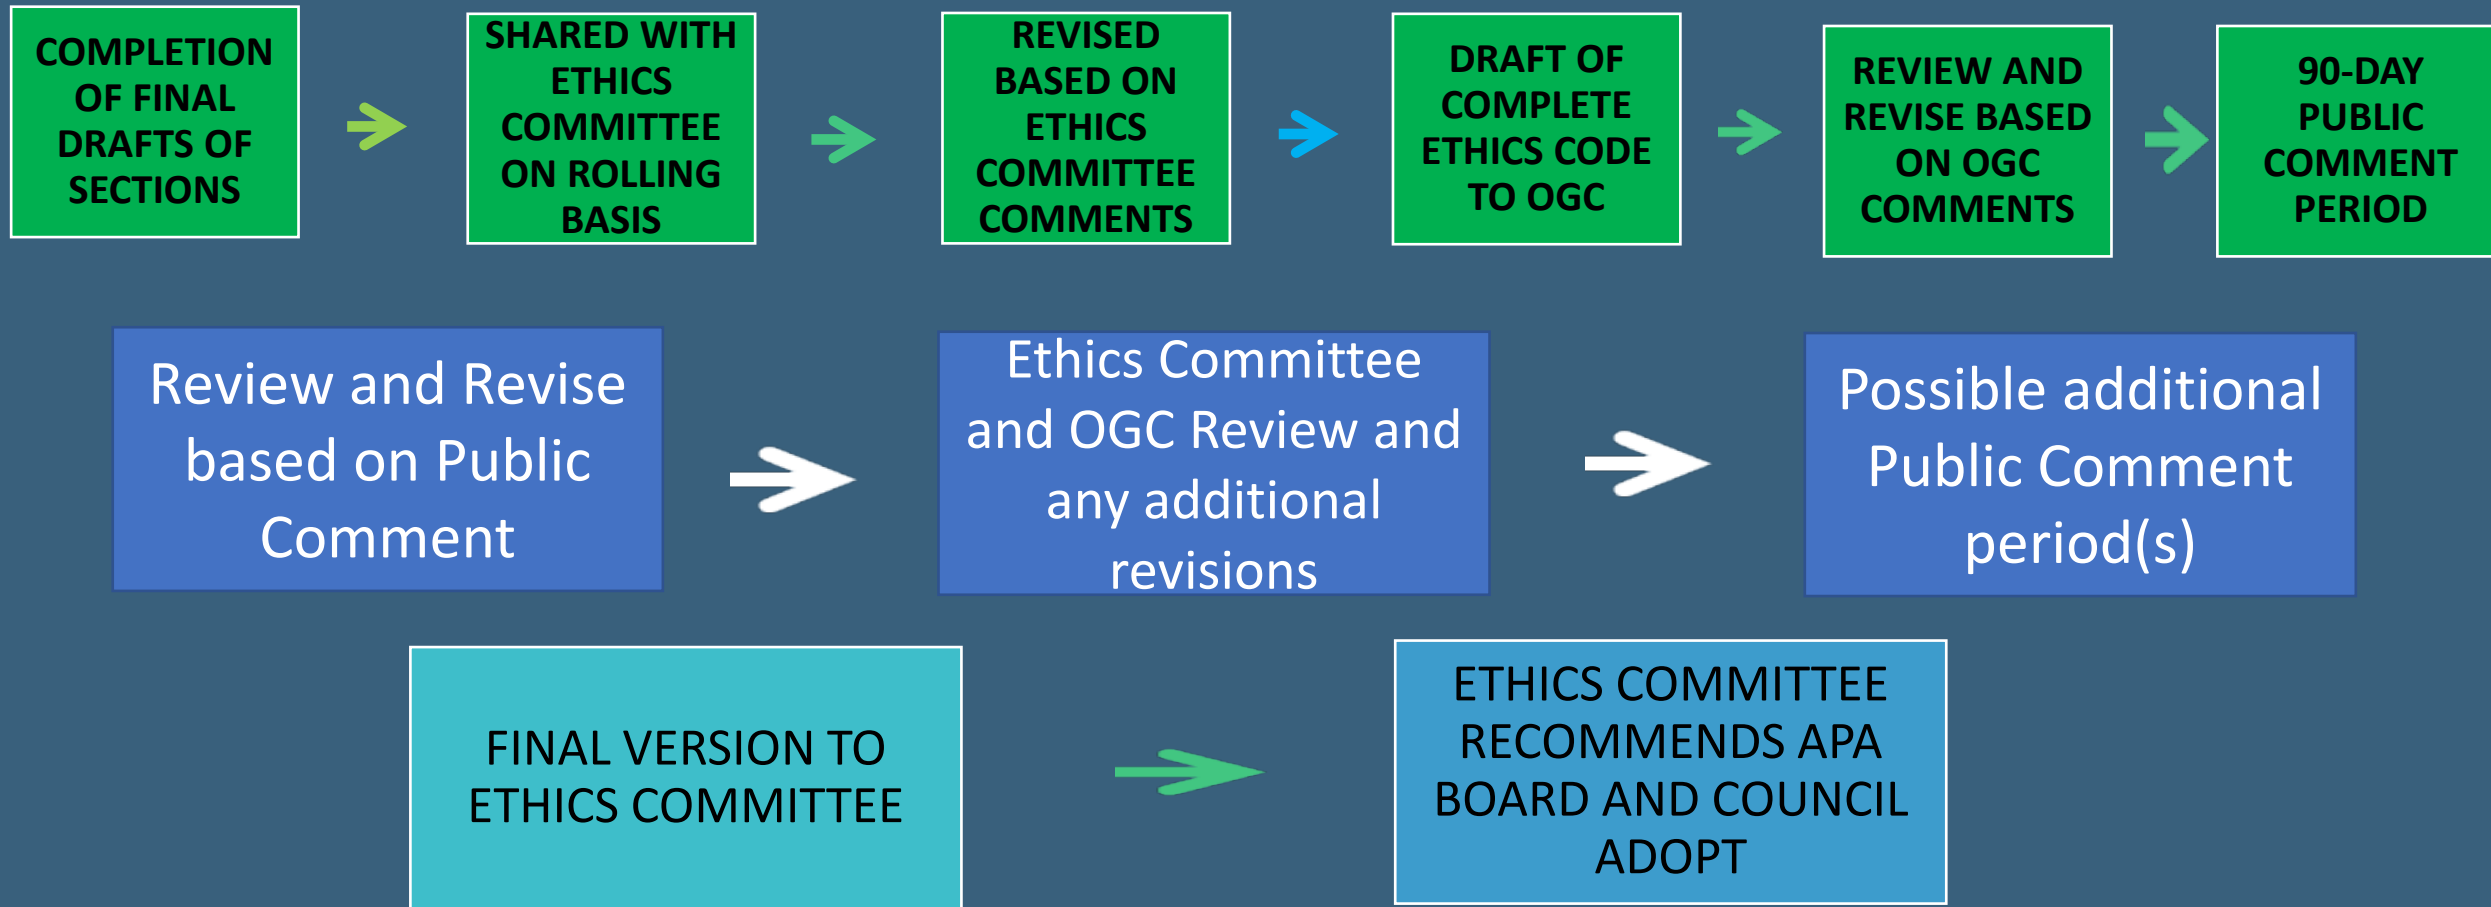 COMPLETION
OF FINAL
DRAFTS OF
SECTIONS
SHARED WITH
ETHICS
COMMITTEE
ON ROLLING
BASIS
REVISED
BASED ON
ETHICS
COMMITTEE
COMMENTS
DRAFT OF
COMPLETE
ETHICS CODE
TO OGC
REVIEW AND
REVISE BASED
ON OGC
COMMENTS
90-DAY
PUBLIC
COMMENT
PERIOD
Review and Revise
based on Public
Comment
Ethics Committee
and OGC Review and
any additional
revisions
Possible additional
Public Comment
period(s)
FINAL VERSION TO
ETHICS COMMITTEE
ETHICS COMMITTEE
RECOMMENDS APA
BOARD AND COUNCIL
ADOPT